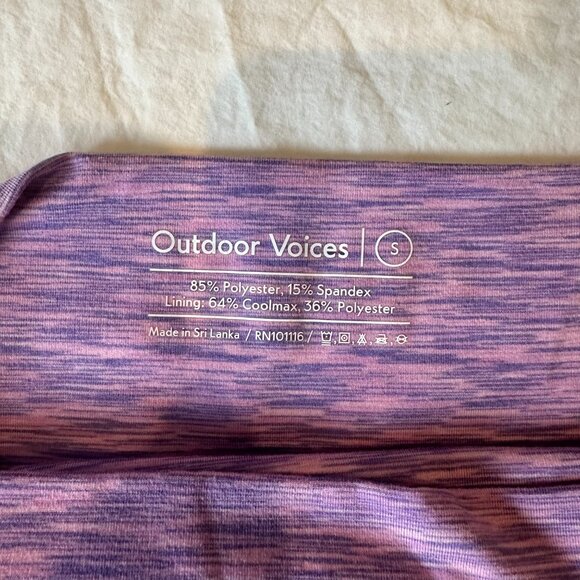 Outdoor Voices | S
85% Polyester, 15% Spandex
Lining: 64% Coolmax, 36% Polyester
Made in Sri Lanka / RN101116 /